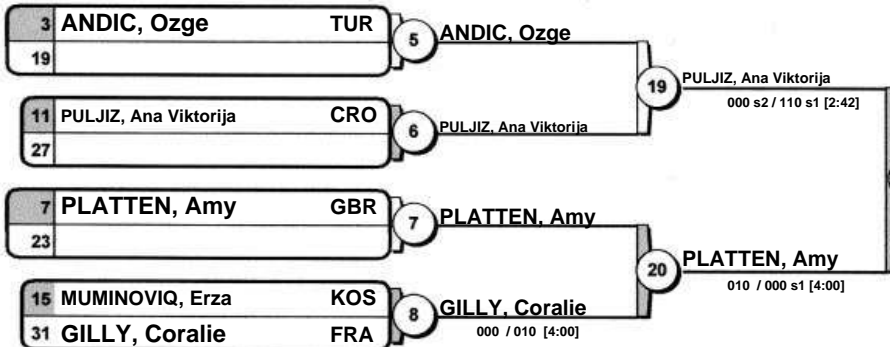 3 ANDIC, Ozge TUR
19
5 ANDIC, Ozge
11 PULJIZ, Ana Viktorija CRO
27
6 PULJIZ, Ana Viktorija
19 PULJIZ, Ana Viktorija
000 s2 / 110 s1 [2:42]
7 PLATTEN, Amy GBR
23
7 PLATTEN, Amy
15 MUMINOVIQ, Erza KOS
31 GILLY, Coralie FRA
8 GILLY, Coralie
000 / 010 [4:00]
20 PLATTEN, Amy
010 / 000 s1 [4:00]